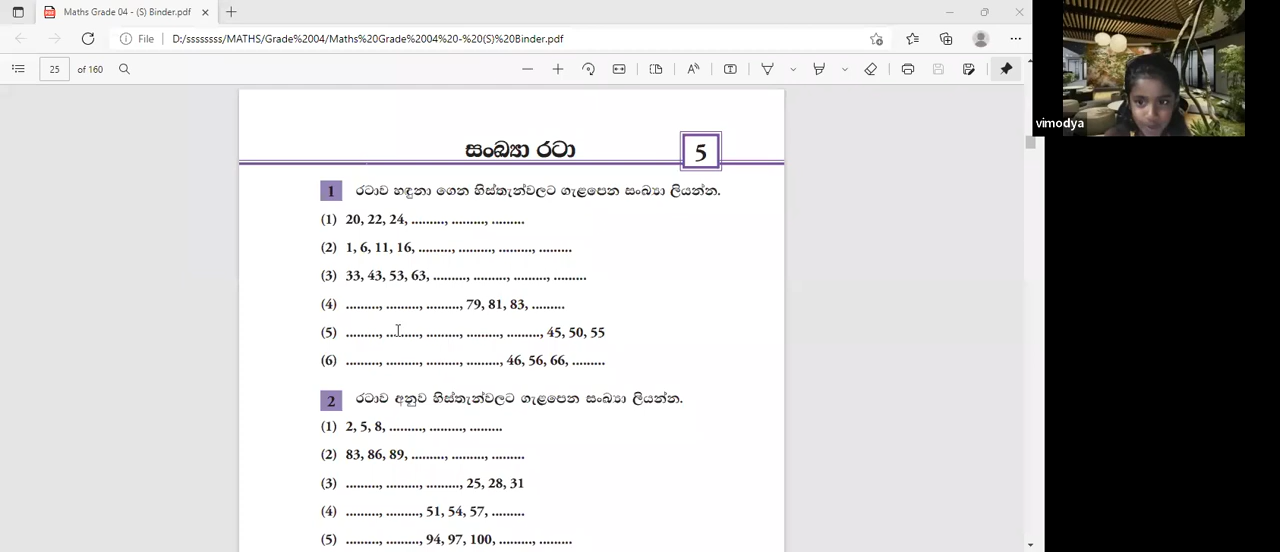 Maths Grade 04 - (S) Binder.pdf
File D:/ssssssss/MATHS/Grade%2004/Maths%20Grade%2004%20-%20(S)%20Binder.pdf
25 of 160
vimodya
සංඛ්‍යා රටා 5
1 රටාව හඳුනා ගෙන හිස්තැන්වලට ගැළපෙන සංඛ්‍යා ලියන්න.
(1) 20, 22, 24, ........., ........., .........
(2) 1, 6, 11, 16, ........., ........., ........., .........
(3) 33, 43, 53, 63, ........., ........., ........., .........
(4) ........., ........., ........., 79, 81, 83, .........
(5) ........., ........., ........., ........., ........., 45, 50, 55
(6) ........., ........., ........., ........., 46, 56, 66, .........
2 රටාව අනුව හිස්තැන්වලට ගැළපෙන සංඛ්‍යා ලියන්න.
(1) 2, 5, 8, ........., ........., .........
(2) 83, 86, 89, ........., ........., .........
(3) ........., ........., ........., 25, 28, 31
(4) ........., ........., 51, 54, 57, .........
(5) ........., ........., 94, 97, 100, ........., .........